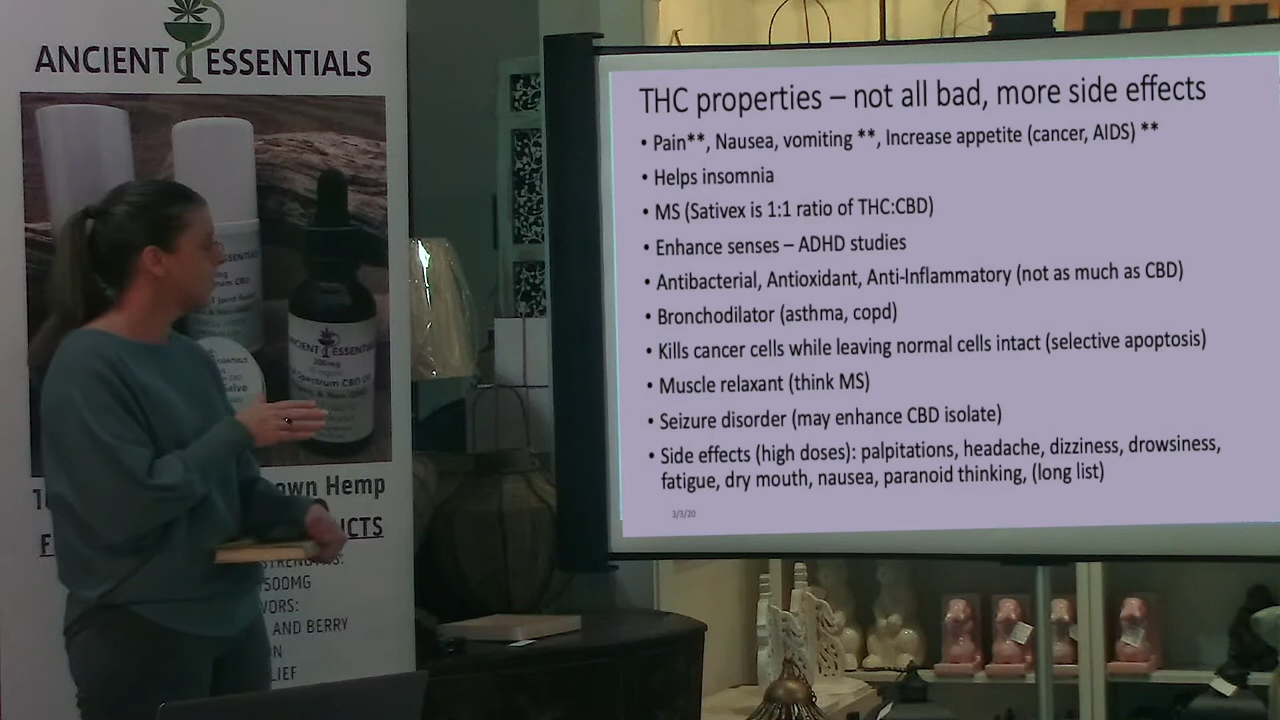 ANCIENT ESSENTIALS
own Hemp
STRENGTHS:
500MG
VORS:
AND BERRY
LIEF
ANCIENT ESSENTIALS
THC properties – not all bad, more side effects
• Pain**, Nausea, vomiting **, Increase appetite (cancer, AIDS) **
• Helps insomnia
• MS (Sativex is 1:1 ratio of THC:CBD)
• Enhance senses – ADHD studies
• Antibacterial, Antioxidant, Anti-Inflammatory (not as much as CBD)
• Bronchodilator (asthma, copd)
• Kills cancer cells while leaving normal cells intact (selective apoptosis)
• Muscle relaxant (think MS)
• Seizure disorder (may enhance CBD isolate)
• Side effects (high doses): palpitations, headache, dizziness, drowsiness,
fatigue, dry mouth, nausea, paranoid thinking, (long list)
3/3/20